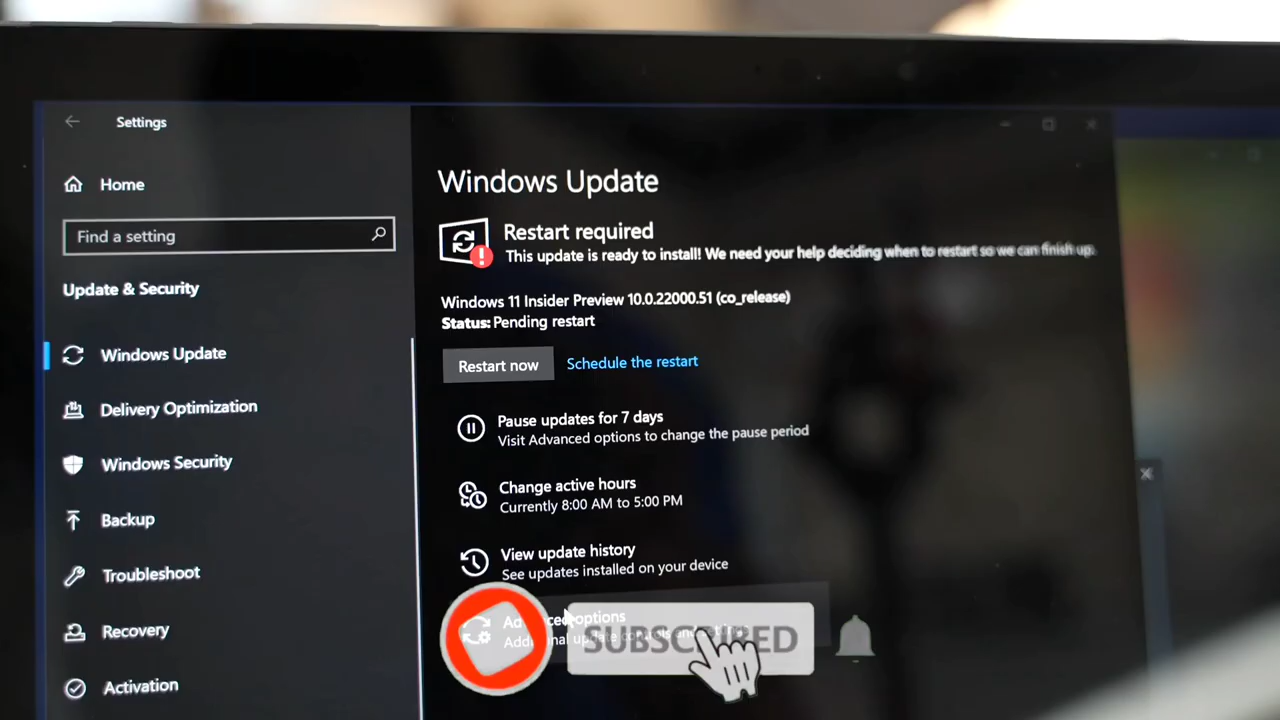 Settings
Home
Find a setting
Update & Security
Windows Update
Delivery Optimization
Windows Security
Backup
Troubleshoot
Recovery
Activation
Windows Update
Restart required
This update is ready to install! We need your help deciding when to restart so we can finish up.
Windows 11 Insider Preview 10.0.22000.51 (co_release)
Status: Pending restart
Restart now
Schedule the restart
Pause updates for 7 days
Visit Advanced options to change the pause period
Change active hours
Currently 8:00 AM to 5:00 PM
View update history
See updates installed on your device
options
update controls and
SUBSCRIBED